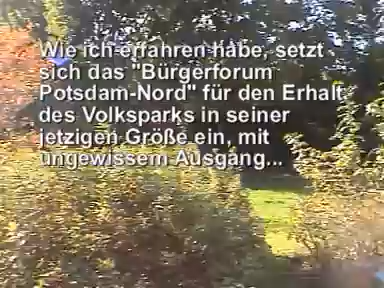 Wie ich erfahren habe, setzt
sich das "Bürgerforum
Potsdam-Nord" für den Erhalt
des Volksparks in seiner
jetzigen Größe ein, mit
ungewissem Ausgang...